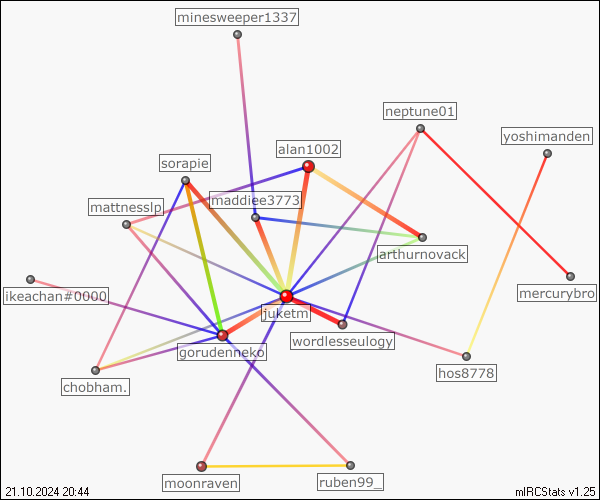 minesweeper1337
neptune01
yoshimanden
alan1002
sorapie
maddiee3773
mattnesslp
arthurnovack
ikeachan#0000
mercurybro
juketm
wordlesseulogy
gorudenneko
hos8778
chobham.
moonraven
ruben99_
21.10.2024 20:44
mIRCStats v1.25